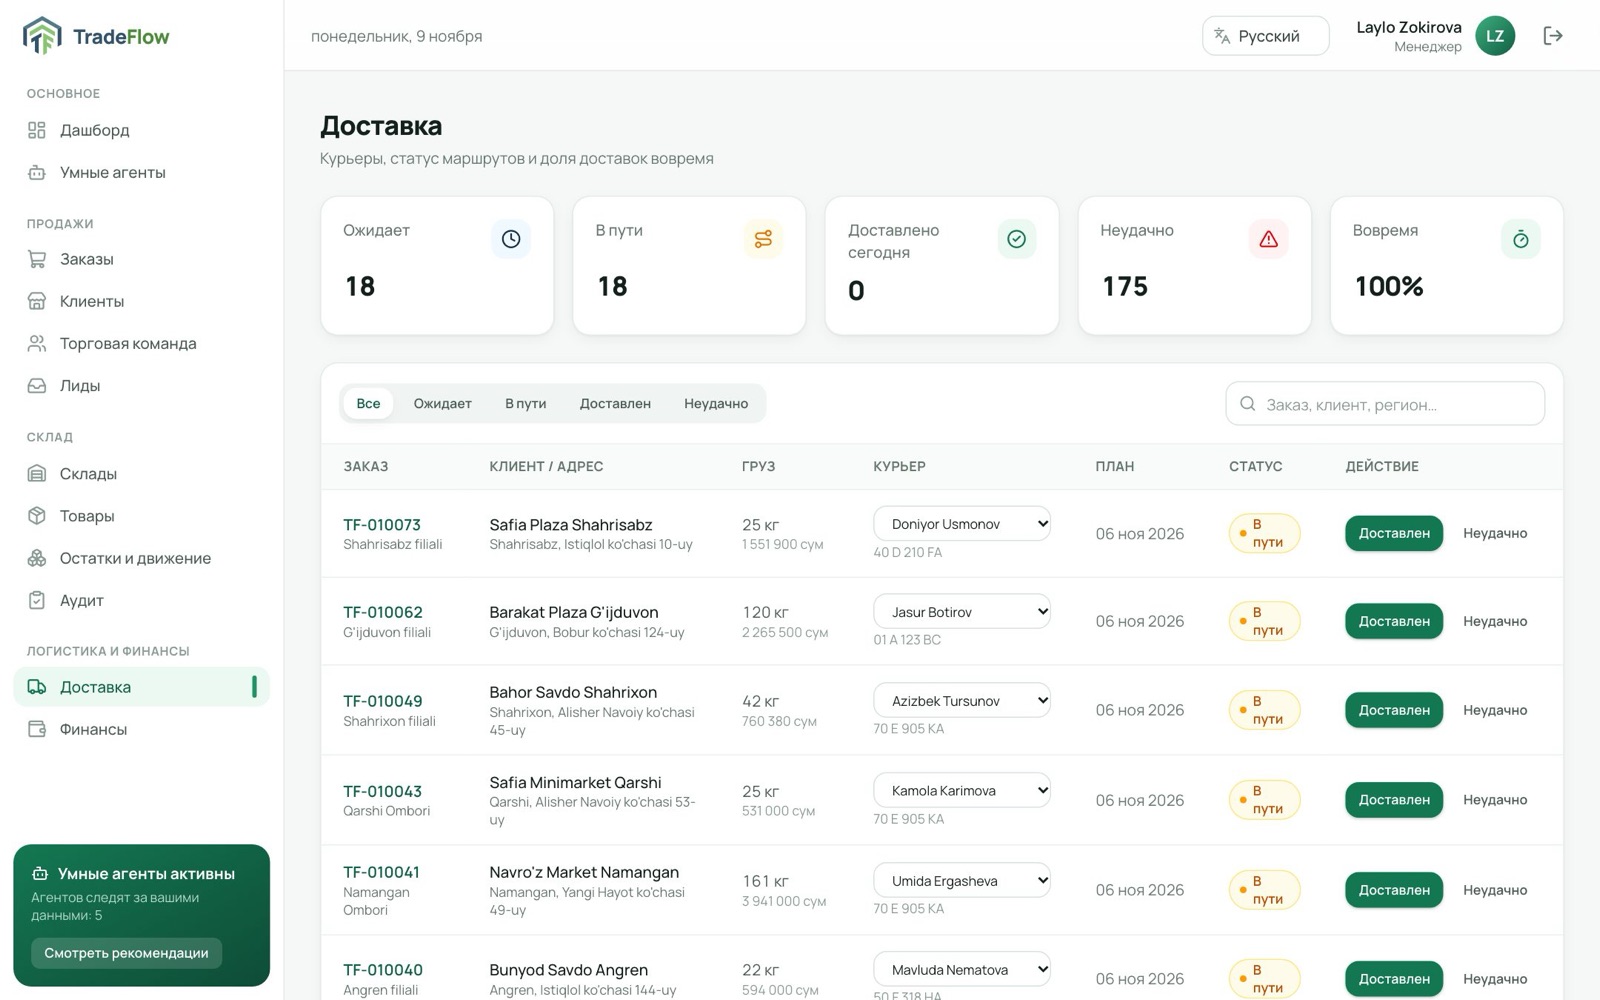 TradeFlow
понедельник, 9 ноября
Русский
Laylo Zokirova
Менеджер
LZ
ОСНОВНОЕ
Дашборд
Умные агенты
ПРОДАЖИ
Заказы
Клиенты
Торговая команда
Лиды
СКЛАД
Склады
Товары
Остатки и движение
Аудит
ЛОГИСТИКА И ФИНАНСЫ
Доставка
Финансы
Умные агенты активны
Агентов следят за вашими
данными: 5
Смотреть рекомендации
Доставка
Курьеры, статус маршрутов и доля доставок вовремя
Ожидает
18
В пути
18
Доставлено
сегодня
0
Неудачно
175
Вовремя
100%
Все Ожидает В пути Доставлен Неудачно
Заказ, клиент, регион...
ЗАКАЗ КЛИЕНТ / АДРЕС ГРУЗ КУРЬЕР ПЛАН СТАТУС ДЕЙСТВИЕ
TF-010073
Shahrisabz filiali
Safia Plaza Shahrisabz
Shahrisabz, Istiqlol ko'chasi 10-uy
25 кг
1 551 900 сум
Doniyor Usmonov
40 D 210 FA
06 ноя 2026
В
пути
Доставлен
Неудачно
TF-010062
G'ijduvon filiali
Barakat Plaza G'ijduvon
G'ijduvon, Bobur ko'chasi 124-uy
120 кг
2 265 500 сум
Jasur Botirov
01 A 123 BC
06 ноя 2026
В
пути
Доставлен
Неудачно
TF-010049
Shahrixon filiali
Bahor Savdo Shahrixon
Shahrixon, Alisher Navoiy ko'chasi
45-uy
42 кг
760 380 сум
Azizbek Tursunov
70 E 905 KA
06 ноя 2026
В
пути
Доставлен
Неудачно
TF-010043
Qarshi Ombori
Safia Minimarket Qarshi
Qarshi, Alisher Navoiy ko'chasi 53-
uy
25 кг
531 000 сум
Kamola Karimova
70 E 905 KA
06 ноя 2026
В
пути
Доставлен
Неудачно
TF-010041
Namangan
Ombori
Navro'z Market Namangan
Namangan, Yangi Hayot ko'chasi
49-uy
161 кг
3 941 000 сум
Umida Ergasheva
70 E 905 KA
06 ноя 2026
В
пути
Доставлен
Неудачно
TF-010040
Angren filiali
Bunyod Savdo Angren
Angren, Istiqlol ko'chasi 144-uy
22 кг
594 000 сум
Mavluda Nematova
50 F 318 HA
06 ноя 2026
В
пути
Доставлен
Неудачно